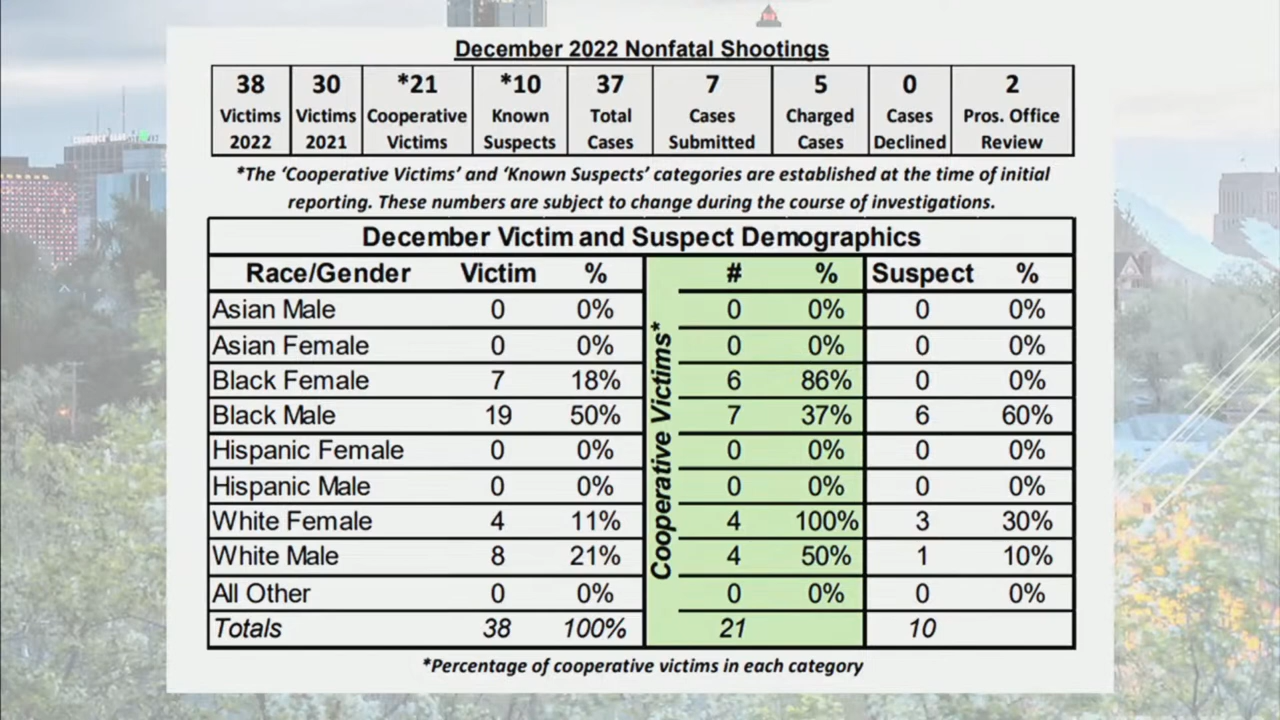 December 2022 Nonfatal Shootings
38 30 *21 *10 37 7 5 0 2
Victims Victims Cooperative Known Total Cases Charged Cases Pros. Office
2022 2021 Victims Suspects Cases Submitted Cases Declined Review
*The ‘Cooperative Victims’ and ‘Known Suspects’ categories are established at the time of initial
reporting. These numbers are subject to change during the course of investigations.
December Victim and Suspect Demographics
Race/Gender Victim % # % Suspect %
Cooperative Victims*
Asian Male 0 0% 0 0% 0 0%
Asian Female 0 0% 0 0% 0 0%
Black Female 7 18% 6 86% 0 0%
Black Male 19 50% 7 37% 6 60%
Hispanic Female 0 0% 0 0% 0 0%
Hispanic Male 0 0% 0 0% 0 0%
White Female 4 11% 4 100% 3 30%
White Male 8 21% 4 50% 1 10%
All Other 0 0% 0 0% 0 0%
Totals 38 100% 21 10
*Percentage of cooperative victims in each category